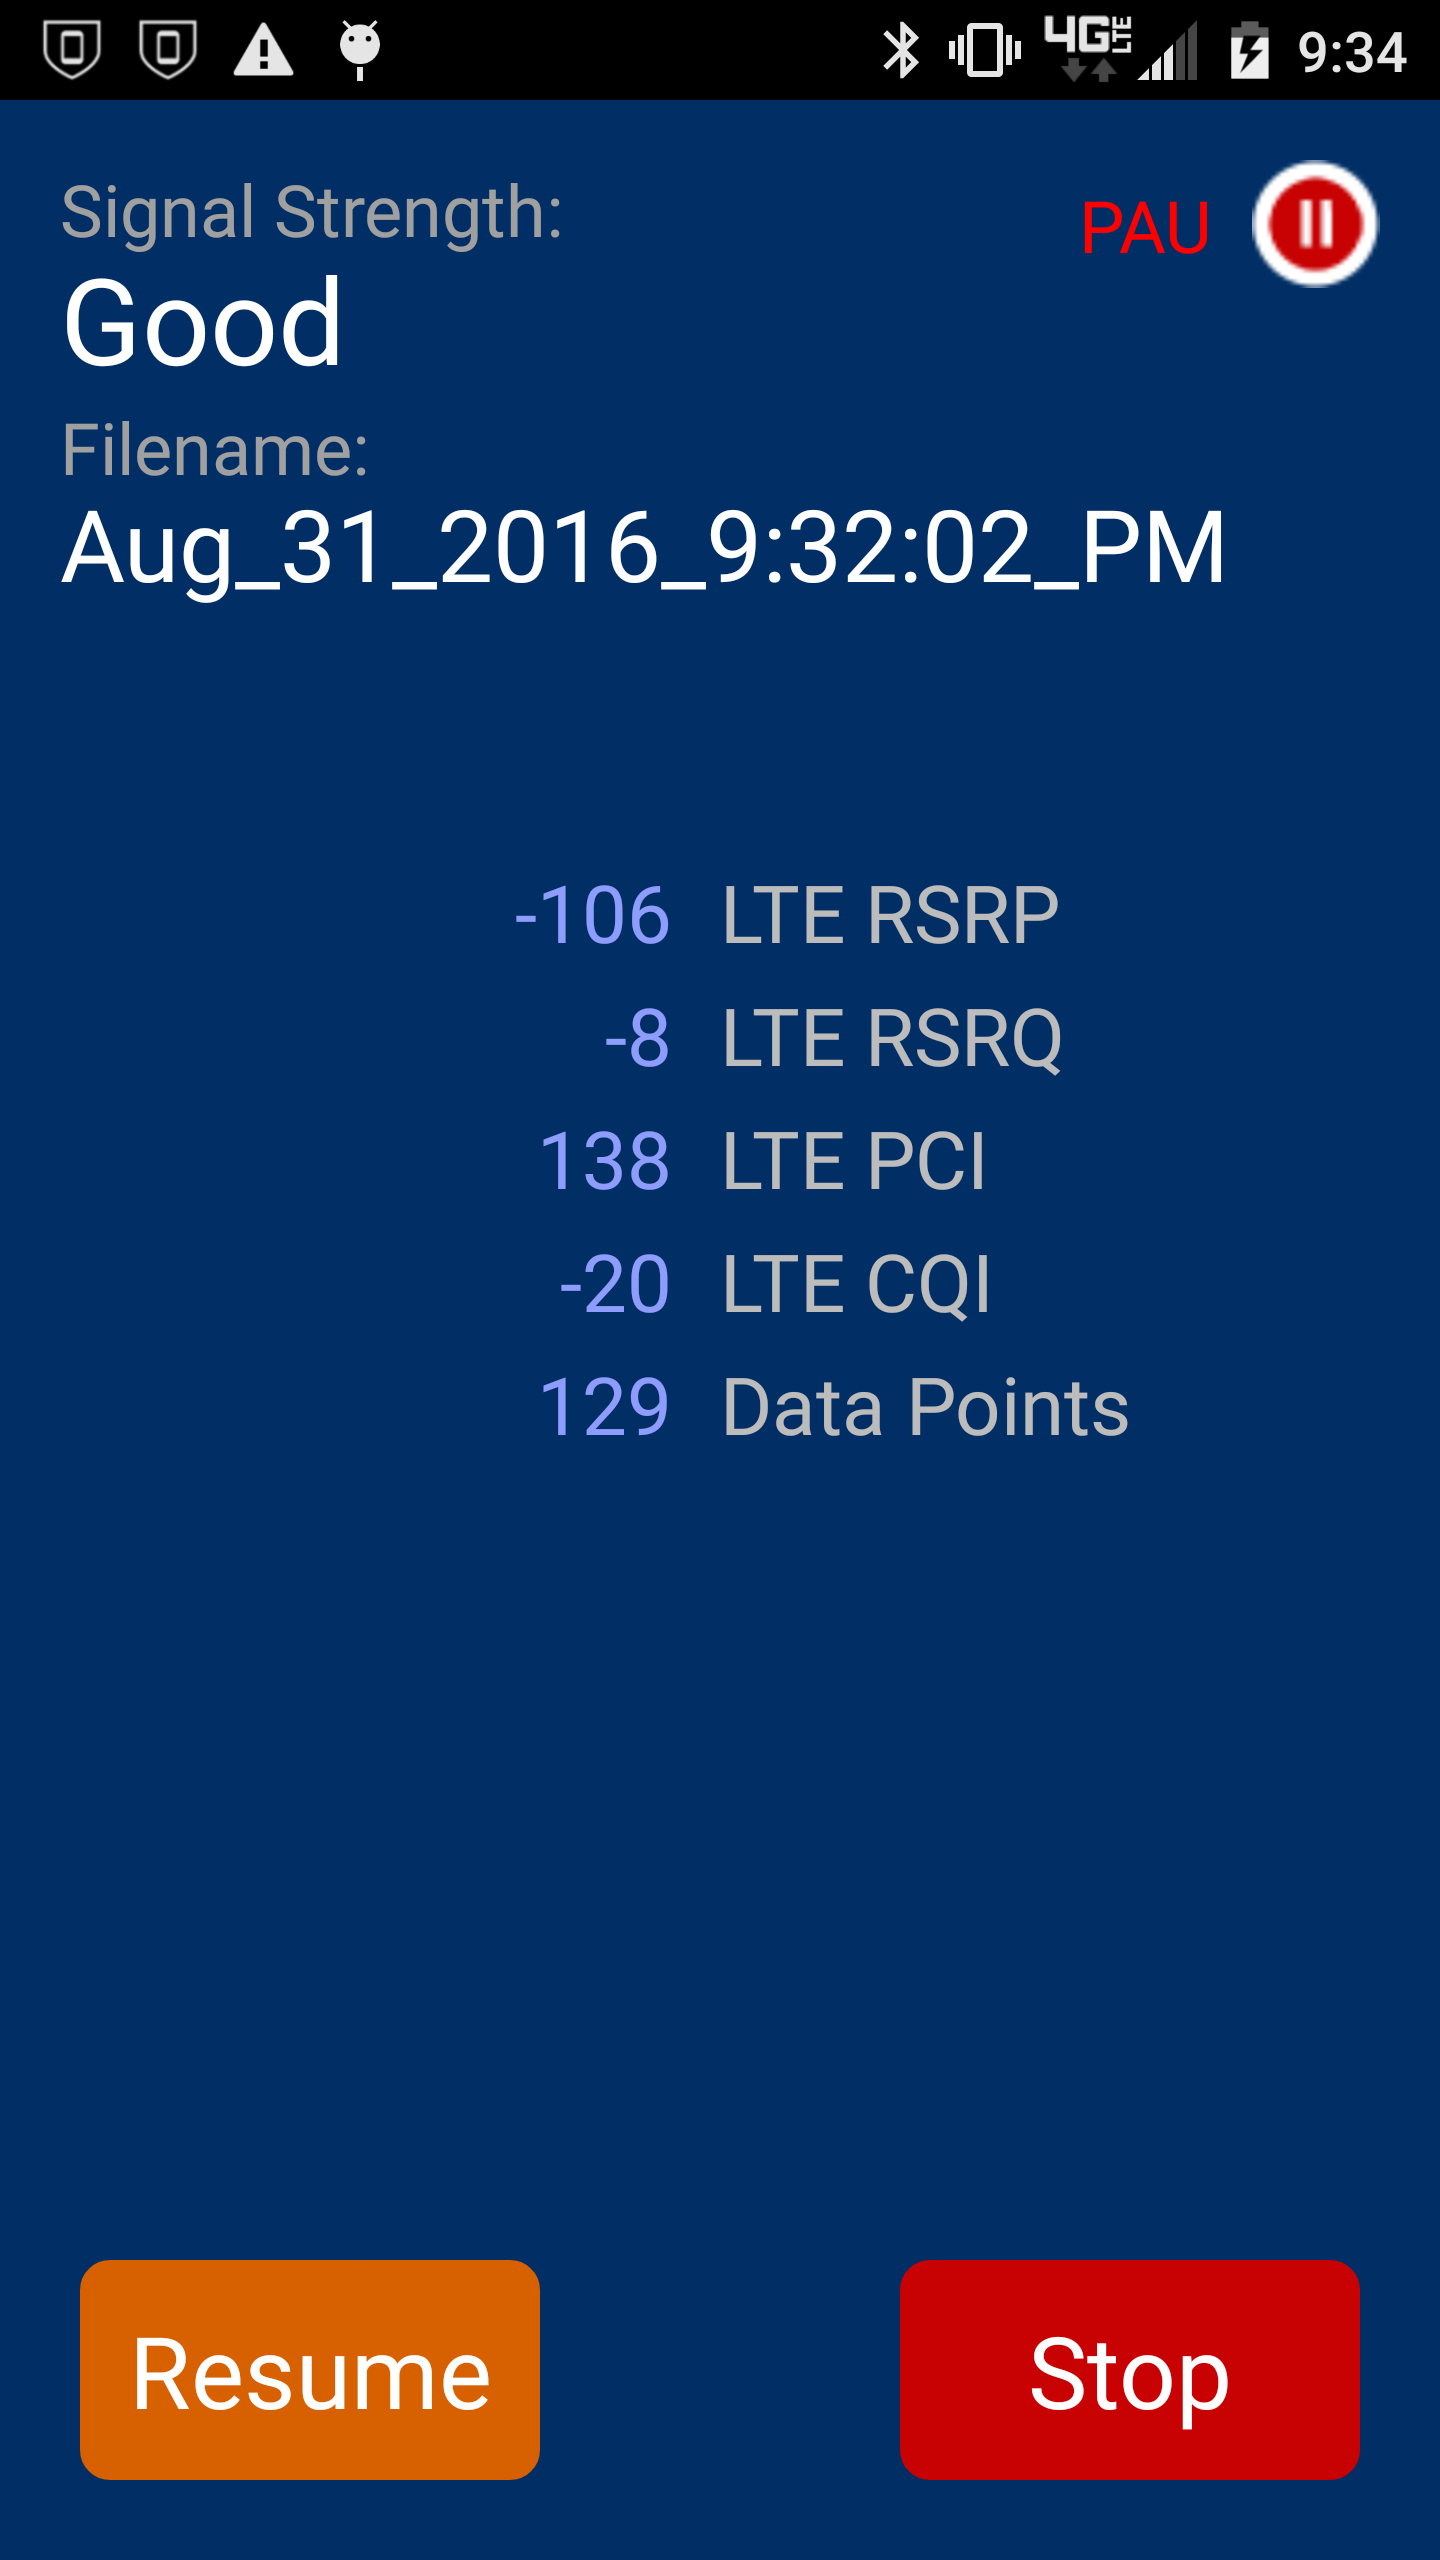 4G LTE 9:34
Signal Strength:
PAU
Good
Filename:
Aug_31_2016_9:32:02_PM
-106 LTE RSRP
-8 LTE RSRQ
138 LTE PCI
-20 LTE CQI
129 Data Points
Resume
Stop